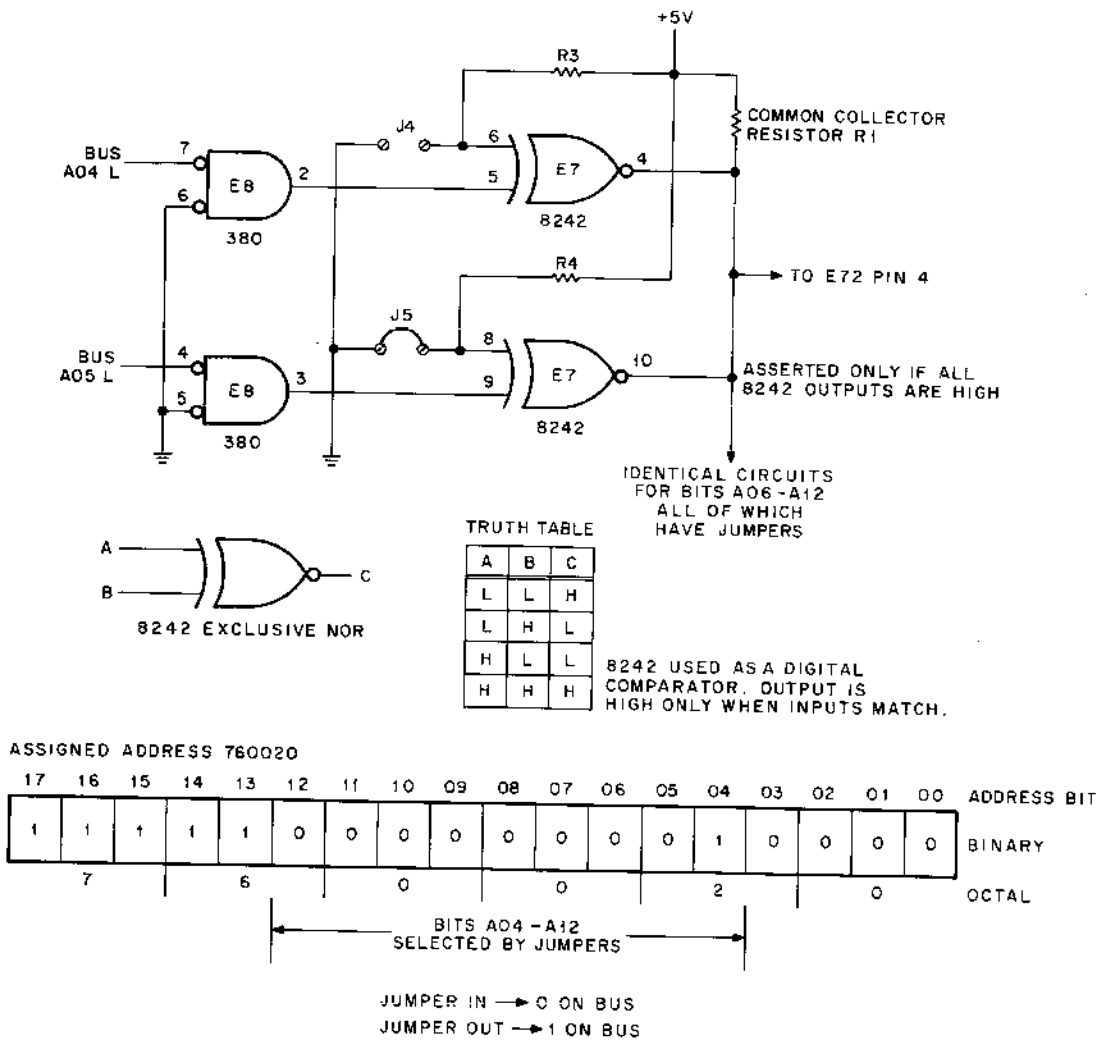 +5V
R3
COMMON COLLECTOR
RESISTOR R1
J4
BUS
A04 L
7
6
E8
2
380
6
5
E7
4
8242
R4
TO E72 PIN 4
J5
BUS
A05 L
4
5
E8
3
380
8
9
E7
10
8242
ASSERTED ONLY IF ALL
8242 OUTPUTS ARE HIGH
IDENTICAL CIRCUITS
FOR BITS A06-A12
ALL OF WHICH
HAVE JUMPERS
A
B
C
8242 EXCLUSIVE NOR
TRUTH TABLE
A B C
L L H
L H L
H L L
H H H
8242 USED AS A DIGITAL
COMPARATOR. OUTPUT IS
HIGH ONLY WHEN INPUTS MATCH.
ASSIGNED ADDRESS 760020
17 16 15 14 13 12 11 10 09 08 07 06 05 04 03 02 01 00 ADDRESS BIT
1 1 1 1 1 0 0 0 0 0 0 0 0 1 0 0 0 0 BINARY
7 6 0 0 2 0 OCTAL
BITS A04-A12
SELECTED BY JUMPERS
JUMPER IN → 0 ON BUS
JUMPER OUT → 1 ON BUS